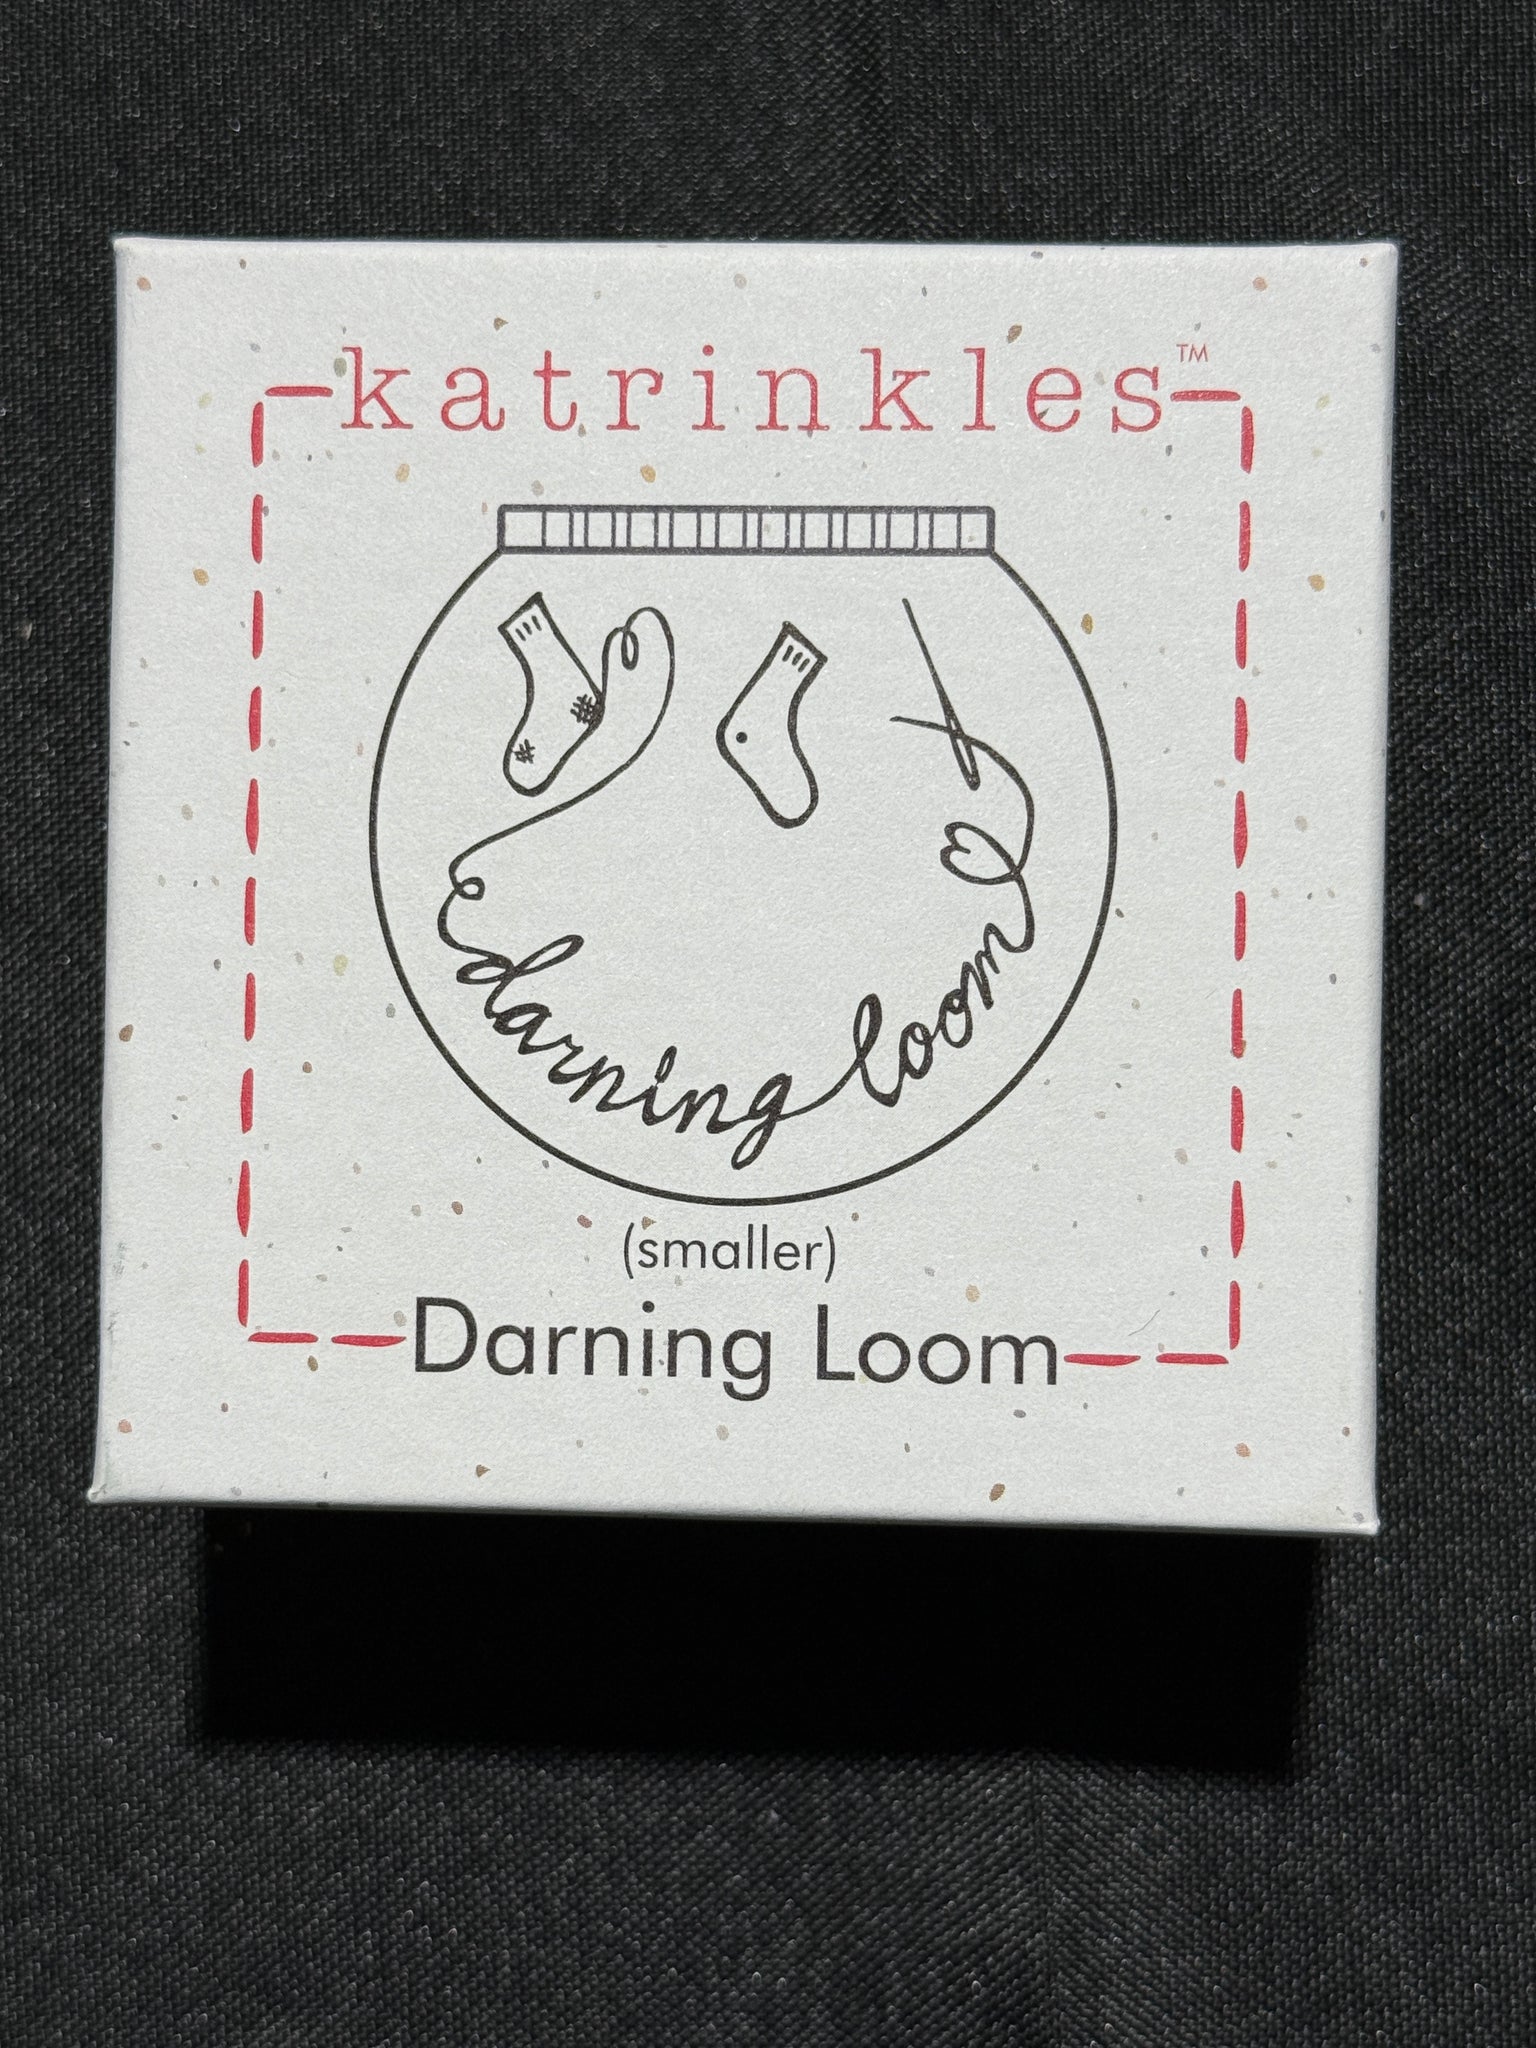 katrinkles™
darning loom
(smaller)
Darning Loom